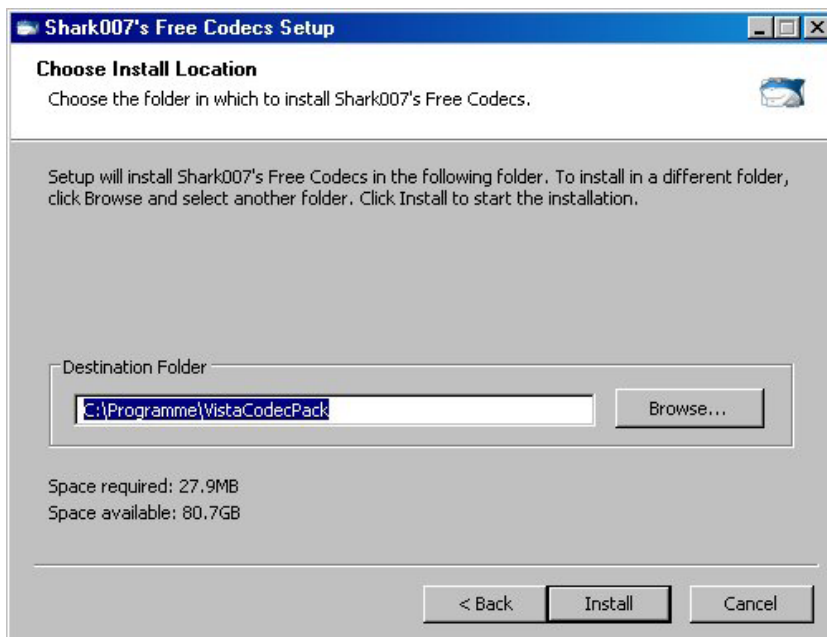 Shark007's Free Codecs Setup
Choose Install Location
Choose the folder in which to install Shark007's Free Codecs.
Setup will install Shark007's Free Codecs in the following folder. To install in a different folder,
click Browse and select another folder. Click Install to start the installation.
Destination Folder
C:\Programme\VistaCodecPack
Browse...
Space required: 27.9MB
Space available: 80.7GB
< Back
Install
Cancel